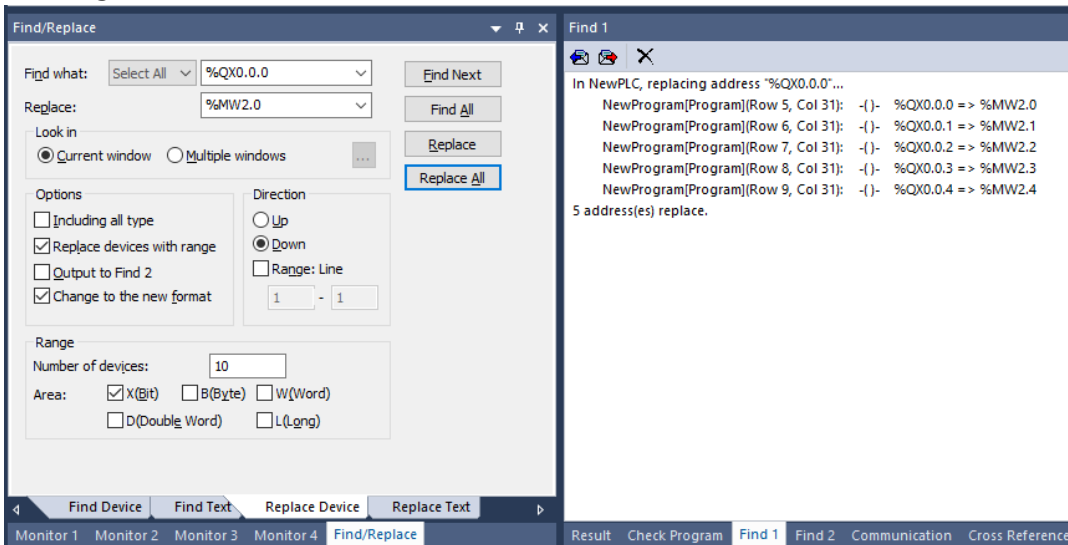 Find/Replace
Find what: Select All %QX0.0.0 Find Next
Replace: %MW2.0 Find All
Look in
Current window Multiple windows ... Replace
Replace All
Options Direction
Including all type Up
Replace devices with range Down
Output to Find 2 Range: Line
Change to the new format 1 - 1
Range
Number of devices: 10
Area: X(Bit) B(Byte) W(Word)
D(Double Word) L(Long)
Find Device Find Text Replace Device Replace Text
Monitor 1 Monitor 2 Monitor 3 Monitor 4 Find/Replace
Find 1
In NewPLC, replacing address "%QX0.0.0"...
NewProgram[Program](Row 5, Col 31): -( )- %QX0.0.0 => %MW2.0
NewProgram[Program](Row 6, Col 31): -( )- %QX0.0.1 => %MW2.1
NewProgram[Program](Row 7, Col 31): -( )- %QX0.0.2 => %MW2.2
NewProgram[Program](Row 8, Col 31): -( )- %QX0.0.3 => %MW2.3
NewProgram[Program](Row 9, Col 31): -( )- %QX0.0.4 => %MW2.4
5 address(es) replace.
Result Check Program Find 1 Find 2 Communication Cross Reference